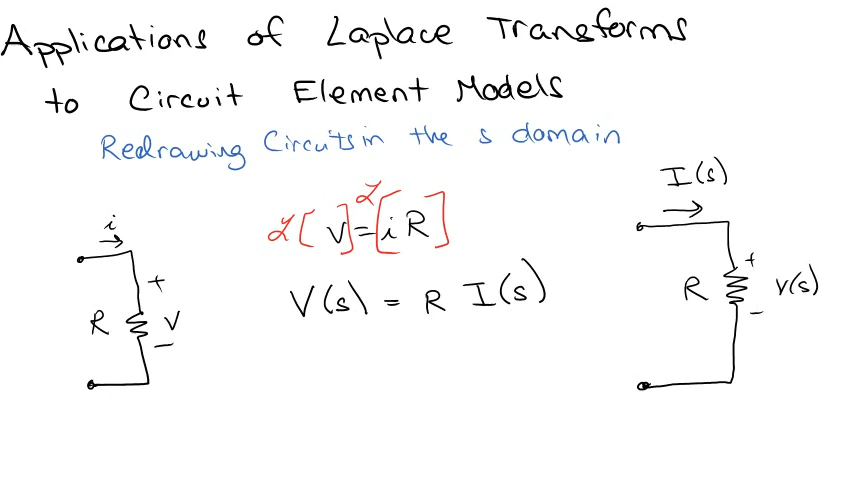 Applications of Laplace Transforms
to Circuit Element Models
Redrawing Circuits in the s domain
i
+
R
V
−
ℒ[v]=ℒ[iR]
V(s) = R I(s)
I(s)
+
R
V(s)
−